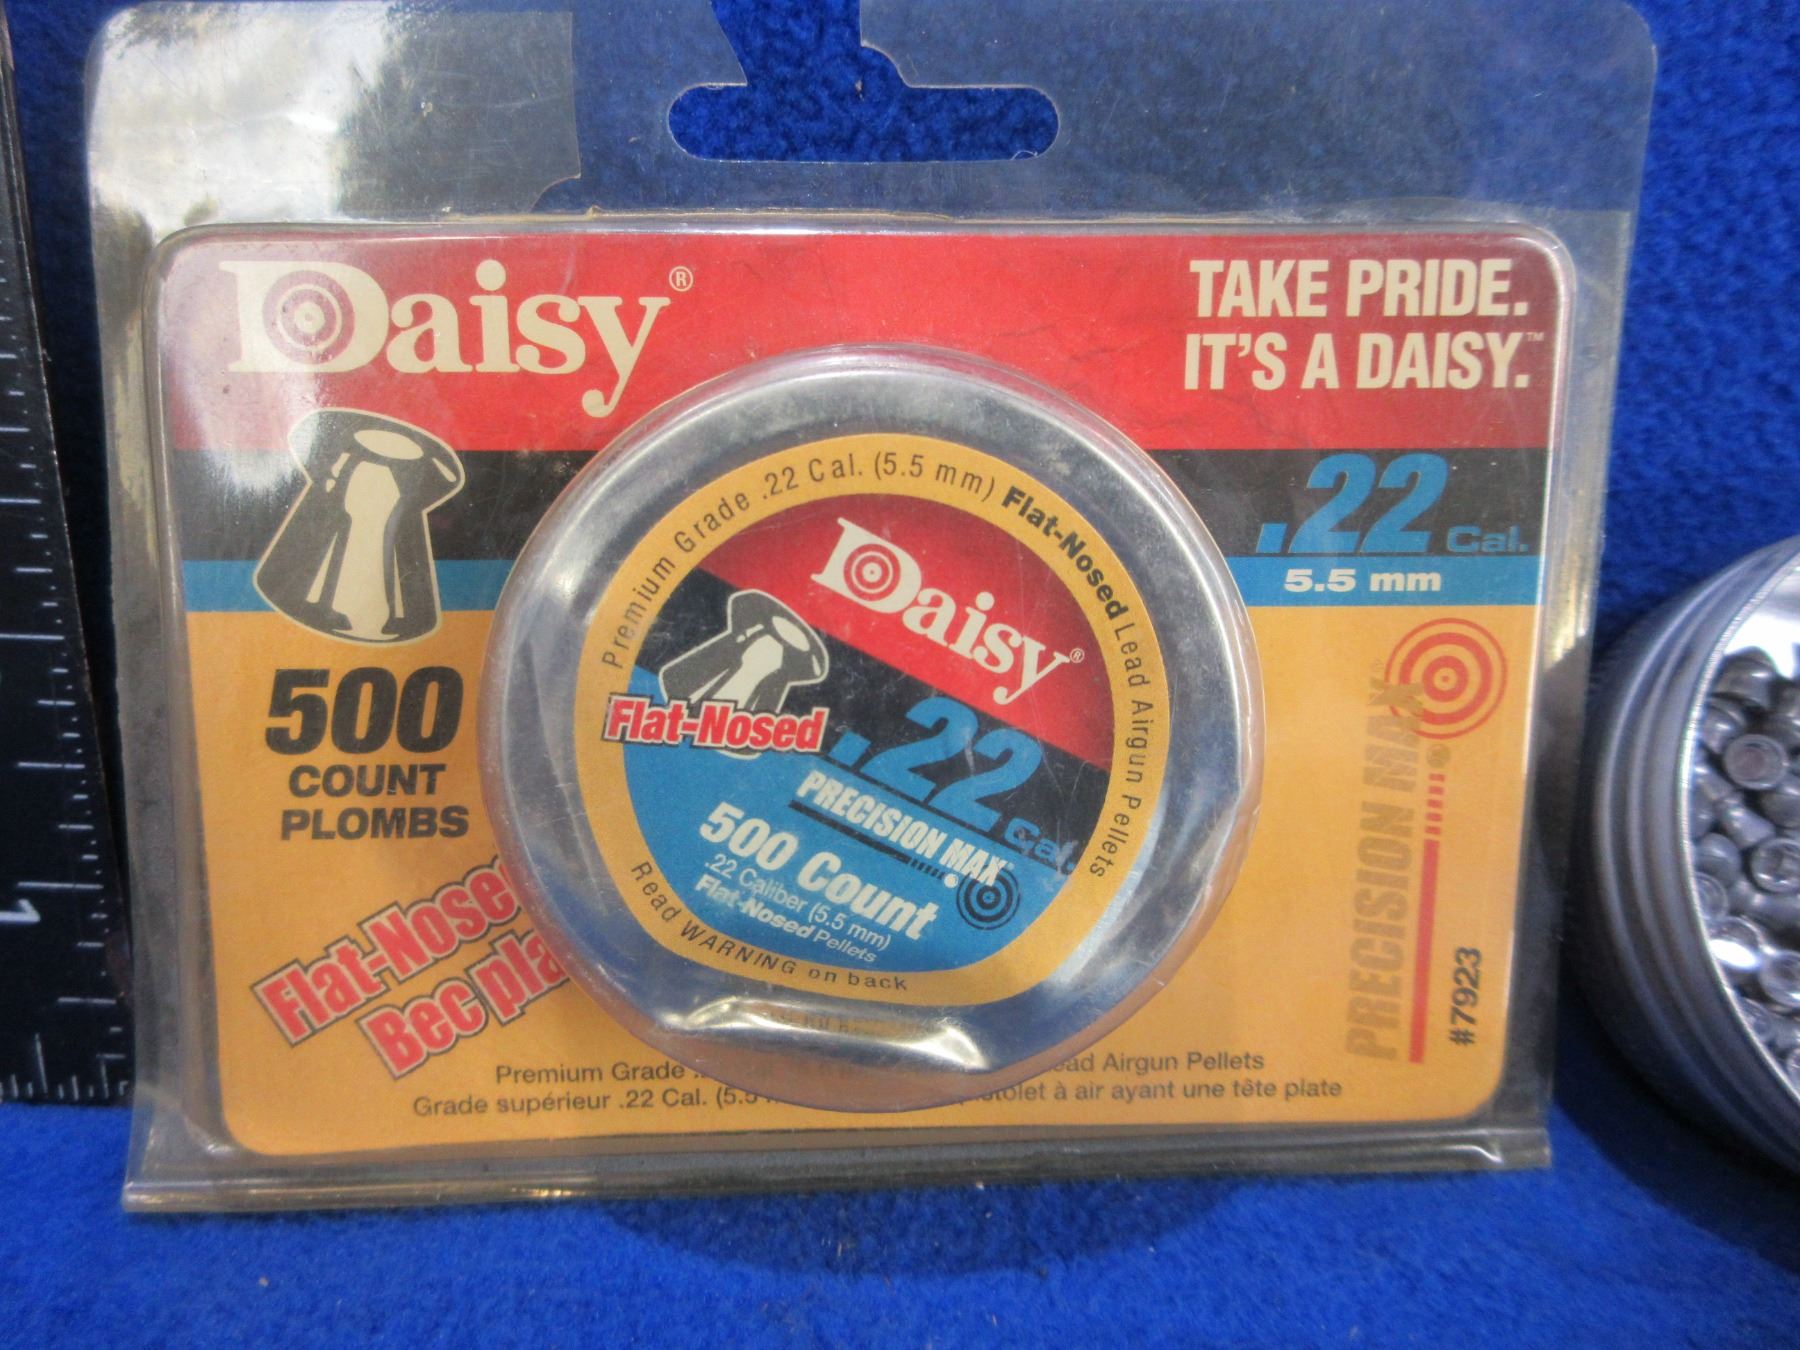 Daisy®
TAKE PRIDE.
IT'S A DAISY.™
.22 Cal.
5.5 mm
500
COUNT
PLOMBS
Flat-Nose
Bec pla
Premium Grade .22 Cal. (5.5 mm) Flat-Nosed Lead Airgun Pellets
Daisy®
Flat-Nosed
.22 Cal.
PRECISION MAX®
500 Count
.22 Caliber (5.5 mm)
Flat-Nosed Pellets
Read WARNING on back
PRECISION MAX
#79923
Premium Grade ead Airgun Pellets
Grade supérieur .22 Cal. (5.5 stolet à air ayant une tête plate
1